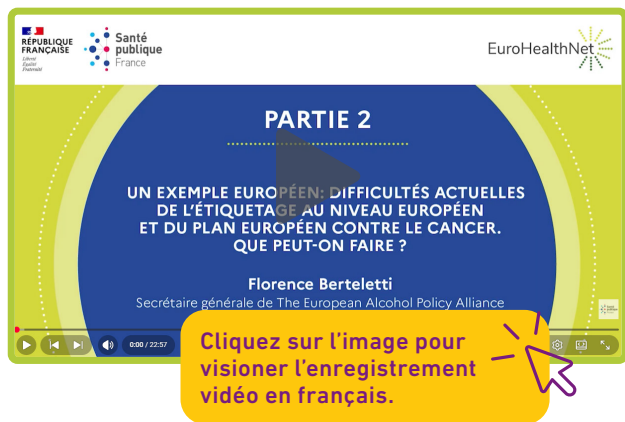 RÉPUBLIQUE
FRANÇAISE
Liberté
Égalité
Fraternité
Santé
publique
France
EuroHealthNet
PARTIE 2
UN EXEMPLE EUROPÉEN: DIFFICULTÉS ACTUELLES
DE L'ÉTIQUETAGE AU NIVEAU EUROPÉEN
ET DU PLAN EUROPÉEN CONTRE LE CANCER.
QUE PEUT-ON FAIRE ?
Florence Berteletti
Secrétaire générale de The European Alcohol Policy Alliance
0:00 / 22:57
Cliquez sur l'image pour
visioner l'enregistrement
vidéo en français.